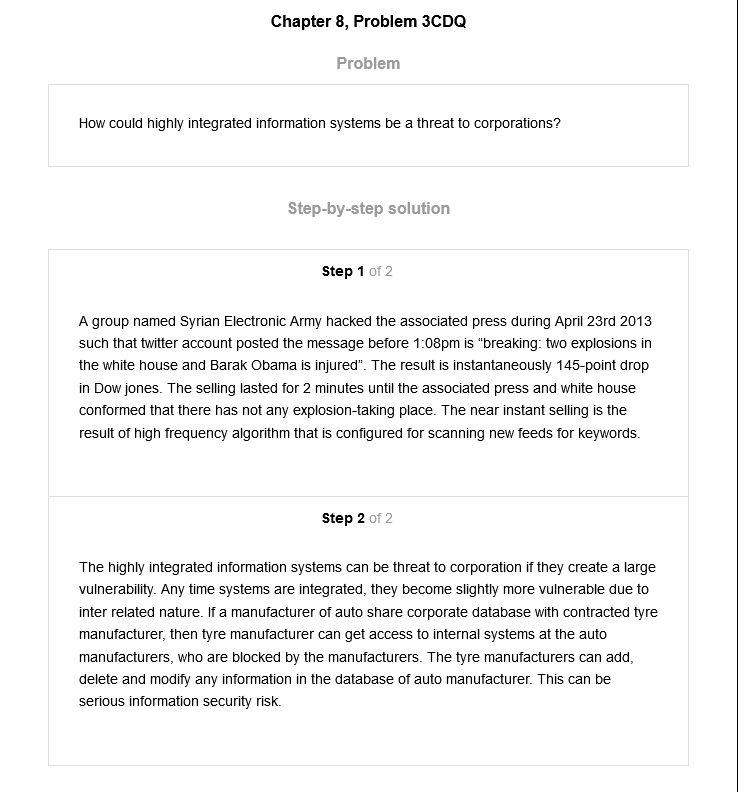 Chapter 8, Problem 3CDQ
Problem
How could highly integrated information systems be a threat to corporations?
Step-by-step solution
Step 1 of 2
A group named Syrian Electronic Army hacked the associated press during April 23rd 2013
such that twitter account posted the message before 1:08pm is “breaking: two explosions in
the white house and Barak Obama is injured”. The result is instantaneously 145-point drop
in Dow jones. The selling lasted for 2 minutes until the associated press and white house
conformed that there has not any explosion-taking place. The near instant selling is the
result of high frequency algorithm that is configured for scanning new feeds for keywords.
Step 2 of 2
The highly integrated information systems can be threat to corporation if they create a large
vulnerability. Any time systems are integrated, they become slightly more vulnerable due to
inter related nature. If a manufacturer of auto share corporate database with contracted tyre
manufacturer, then tyre manufacturer can get access to internal systems at the auto
manufacturers, who are blocked by the manufacturers. The tyre manufacturers can add,
delete and modify any information in the database of auto manufacturer. This can be
serious information security risk.